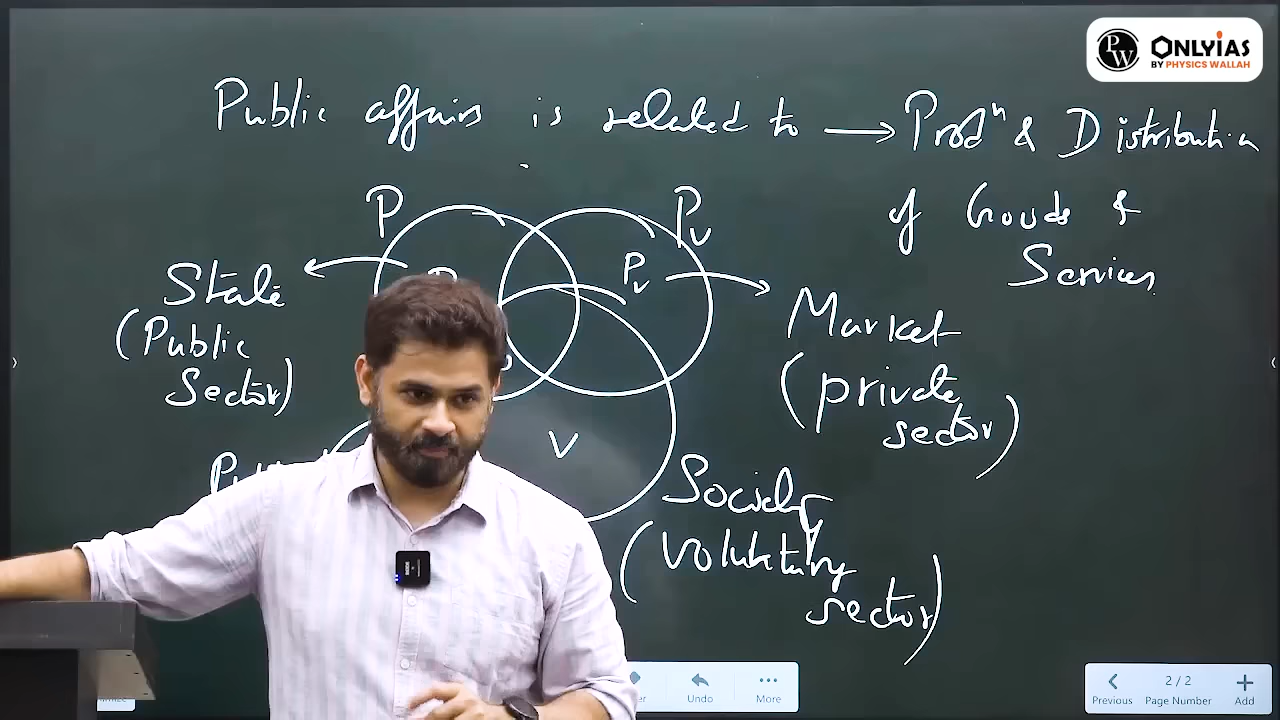 PW ONLYIAS
BY PHYSICS WALLAH
Public affairs is related to → Prodⁿ & Distribution
of Goods &
Services
P
Pv
Pv
State
(Public
Sector)
Market
(private
sector)
V
Society
(voluntary
sector)
Undo
More
Previous
2 / 2
Page Number
Add